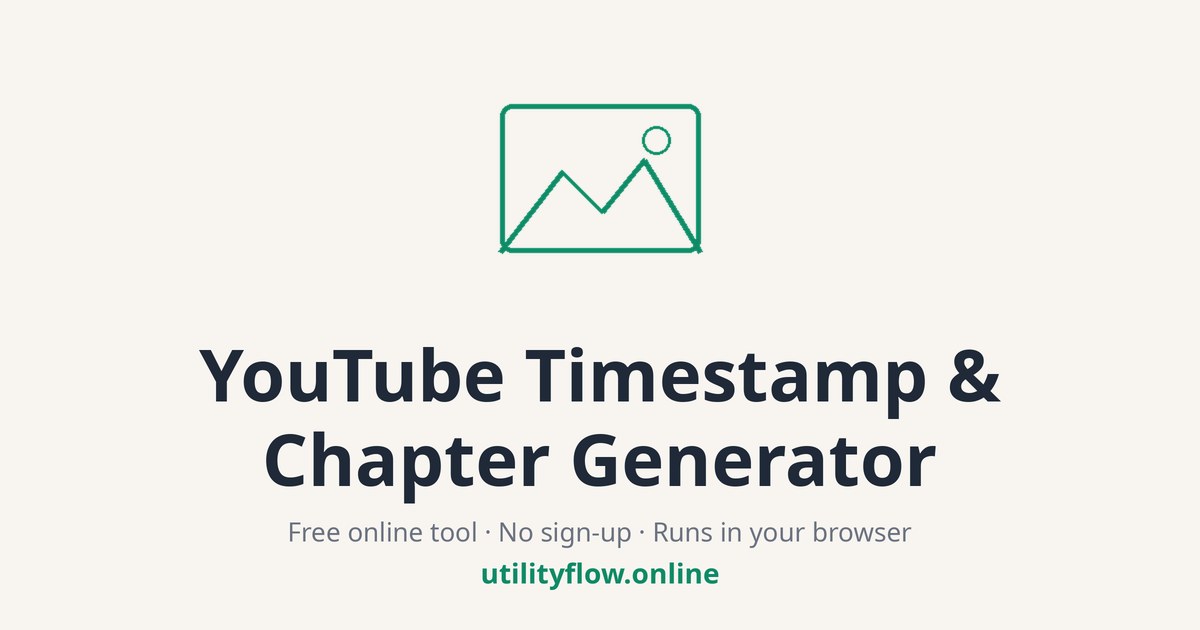 YouTube Timestamp &
Chapter Generator
Free online tool · No sign-up · Runs in your browser
utilityflow.online